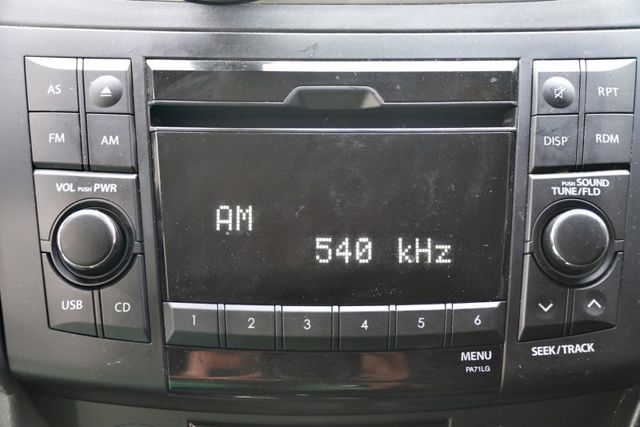 AS
FM AM
VOL PUSH PWR
USB CD
AM
540 kHz
1 2 3 4 5 6
MENU
PA71LG
RPT
DISP RDM
PUSH SOUND
TUNE/FLD
SEEK/TRACK